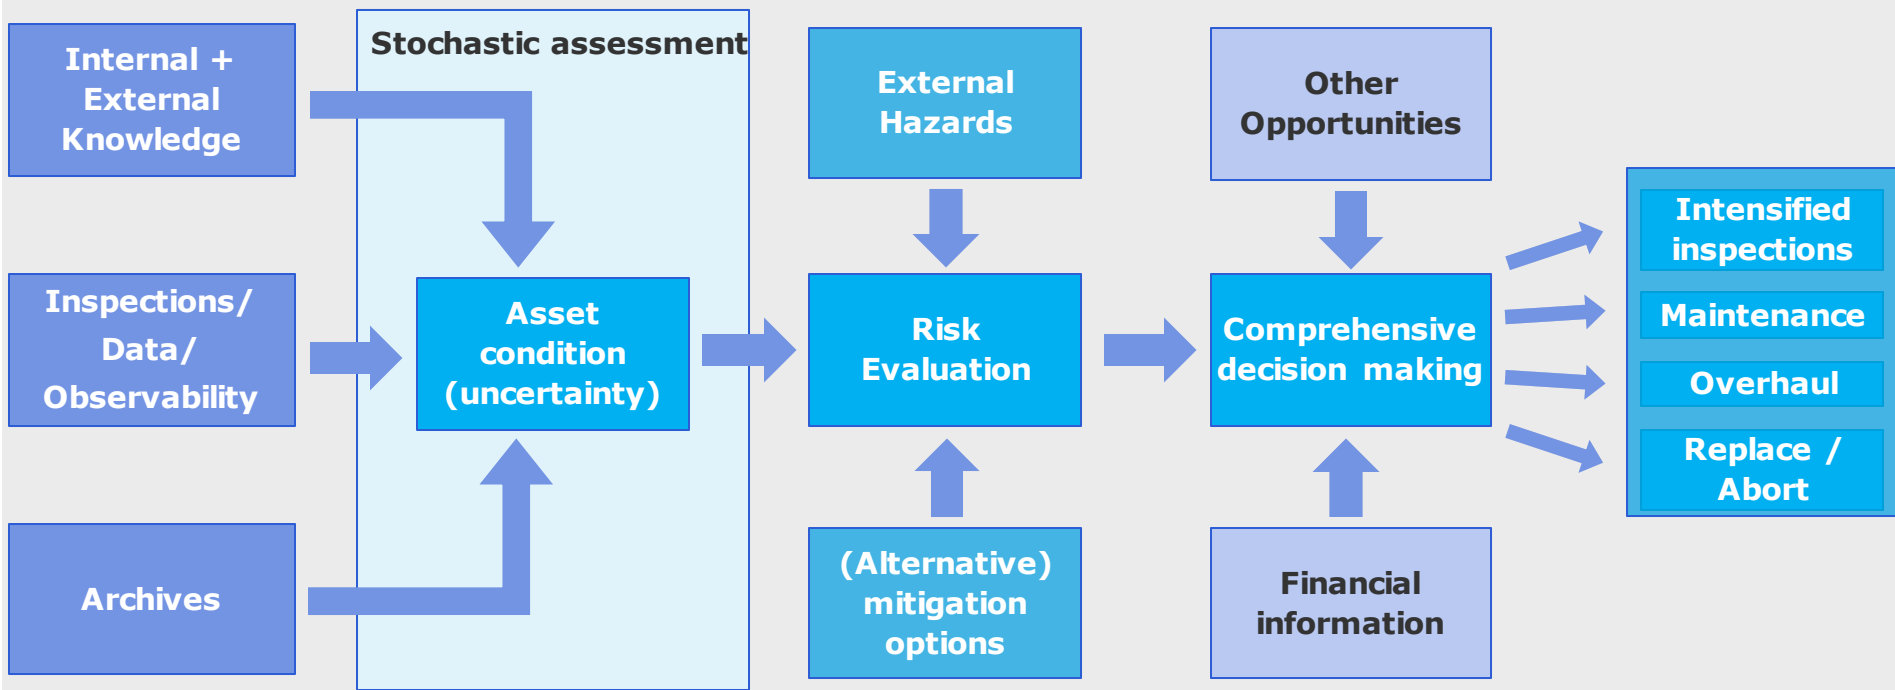 Internal +
External
Knowledge
Stochastic assessment
External
Hazards
Other
Opportunities
Inspections/
Data/
Observability
Asset
condition
(uncertainty)
Risk
Evaluation
Comprehensive
decision making
Intensified
inspections
Maintenance
Overhaul
Replace /
Abort
Archives
(Alternative)
mitigation
options
Financial
information